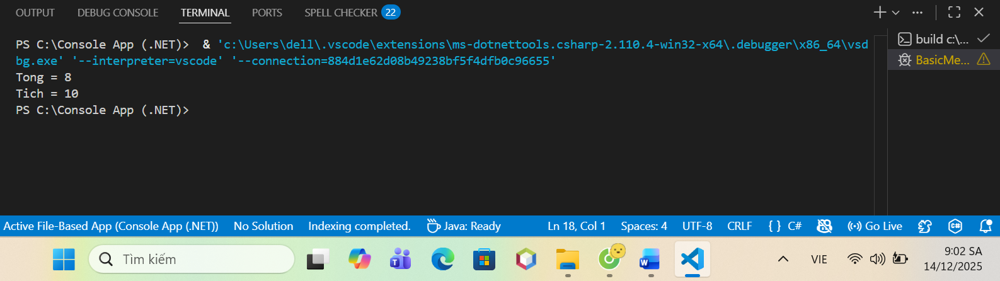 OUTPUT DEBUG CONSOLE TERMINAL PORTS SPELL CHECKER 22
PS C:\Console App (.NET)>  & 'c:\Users\dell\.vscode\extensions\ms-dotnettools.csharp-2.110.4-win32-x64\.debugger\x86_64\vsd
bg.exe' '--interpreter=vscode' '--connection=884d1e62d08b49238bf5f4dfb0c96655'
Tong = 8
Tich = 10
PS C:\Console App (.NET)>
build c:\...
BasicMe...
Active File-Based App (Console App (.NET)) No Solution Indexing completed. Java: Ready Ln 18, Col 1 Spaces: 4 UTF-8 CRLF { } C# Go Live C#
Tìm kiếm T W VIE 9:02 SA
14/12/2025